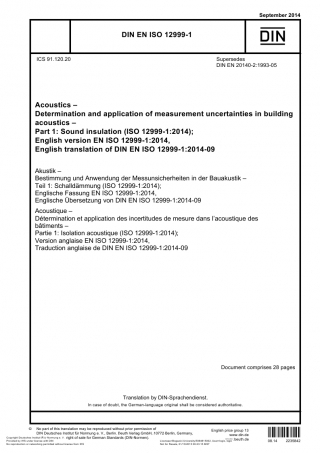 September 2014
DIN EN ISO 12999-1
DIN
ICS 91.120.20
Supersedes
DIN EN 20140-2:1993-05
Acoustics –
Determination and application of measurement uncertainties in building
acoustics –
Part 1: Sound insulation (ISO 12999-1:2014);
English version EN ISO 12999-1:2014,
English translation of DIN EN ISO 12999-1:2014-09
Akustik –
Bestimmung und Anwendung der Messunsicherheiten in der Bauakustik –
Teil 1: Schalldämmung (ISO 12999-1:2014);
Englische Fassung EN ISO 12999-1:2014,
Englische Übersetzung von DIN EN ISO 12999-1:2014-09
Acoustique –
Détermination et application des incertitudes de mesure dans l'acoustique des
bâtiments –
Partie 1: Isolation acoustique (ISO 12999-1:2014);
Version anglaise EN ISO 12999-1:2014,
Traduction anglaise de DIN EN ISO 12999-1:2014-09
Document comprises 28 pages
Translation by DIN-Sprachendienst.
In case of doubt, the German-language original shall be considered authoritative.
© No part of this translation may be reproduced without prior permission of
DIN Deutsches Institut für Normung e. V., Berlin. Beuth Verlag GmbH, 10772 Berlin, Germany,
right of sale for German Standards (DIN-Normen).
English price group 13
www.din.de
www.beuth.de